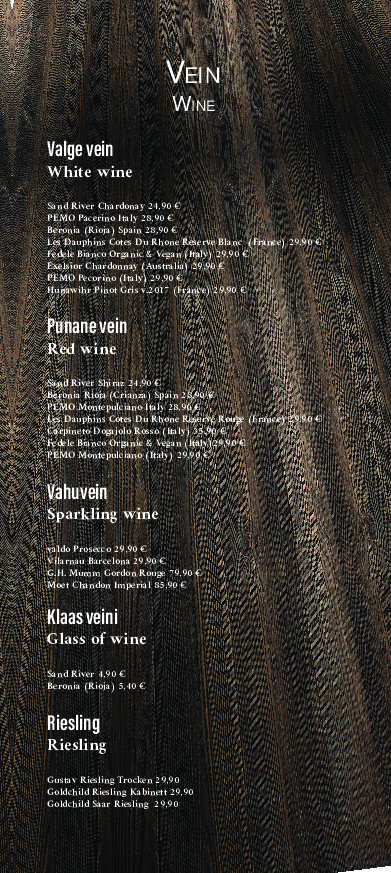 VEIN
WINE
Valge vein
White wine
Sand River Chardonay 24,90 €
PEMO Pacerino Italy 28,90 €
Beronia (Rioja) Spain 28,90 €
Les Dauphins Cotes Du Rhone Reserve Blanc (France) 29,90 €
Fedele Bianco Organic & Vegan (Italy) 29,90 €
Exelsior Chardonnay (Australia) 29,90 €
PEMO Pecorino (Italy) 29,90 €
Hunawihr Pinot Gris v.2017 (France) 29,90 €
Punane vein
Red wine
Sand River Shiraz 24,90 €
Beronia Rioja (Crianza) Spain 28,90 €
PEMO Montepulciano Italy 28,90 €
Les Dauphins Cotes Du Rhone Reserve Rouge (France) 29,90 €
Carpineto Dogajolo Rosso (Italy) 35,90 €
Fedele Bianco Organic & Vegan (Italy) 29,90 €
PEMO Montepulciano (Italy) 29,90 €
Vahuvein
Sparkling wine
valdo Prosecco 29,90 €
Vilarnau Barcelona 29,90 €
G.H. Mumm Gordon Rouge 79,90 €
Moet Chandon Imperial 85,90 €
Klaas veini
Glass of wine
Sand River 4,90 €
Beronia (Rioja) 5,40 €
Riesling
Riesling
Gustav Riesling Trocken 29,90
Goldchild Riesling Kabinett 29,90
Goldchild Saar Riesling 29,90